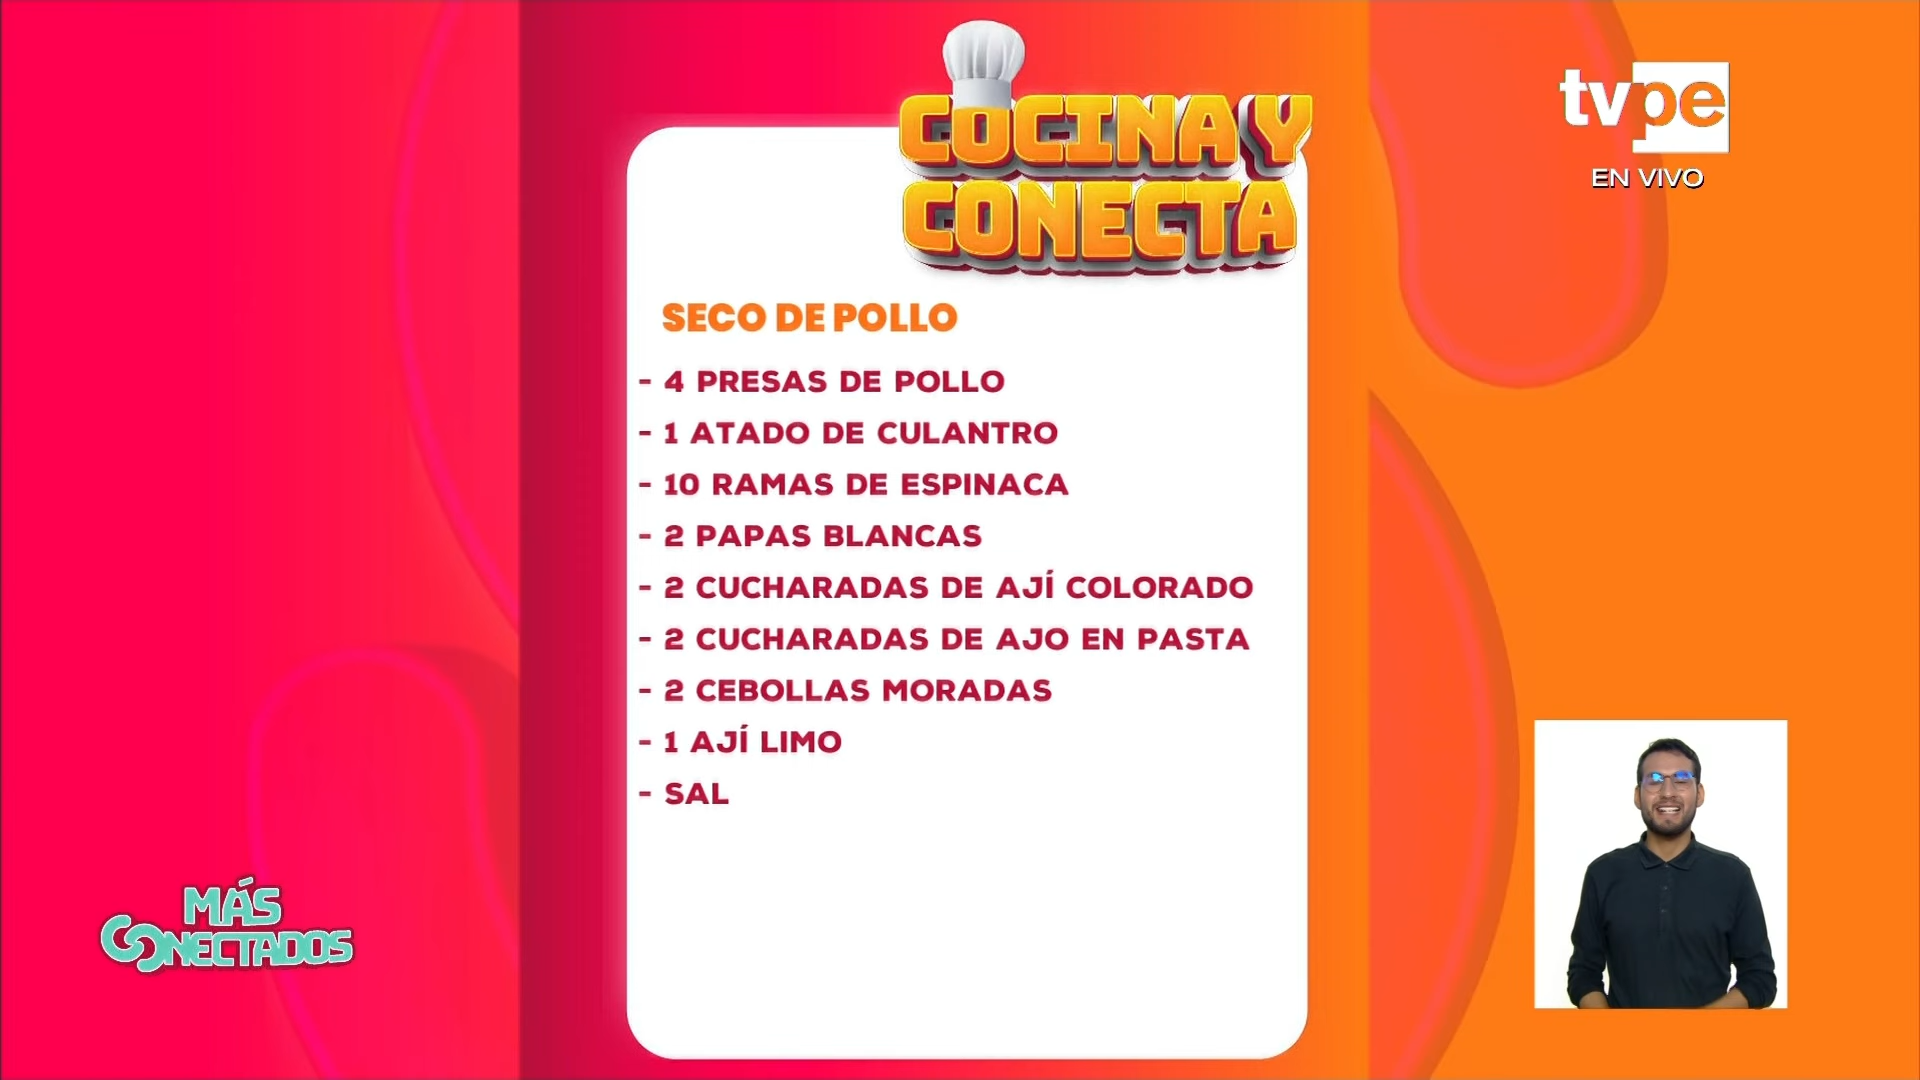 COCINA Y
CONECTA
tvpe
EN VIVO
SECO DE POLLO
- 4 PRESAS DE POLLO
- 1 ATADO DE CULANTRO
- 10 RAMAS DE ESPINACA
- 2 PAPAS BLANCAS
- 2 CUCHARADAS DE AJÍ COLORADO
- 2 CUCHARADAS DE AJO EN PASTA
- 2 CEBOLLAS MORADAS
- 1 AJÍ LIMO
- SAL
MÁS
CONECTADOS